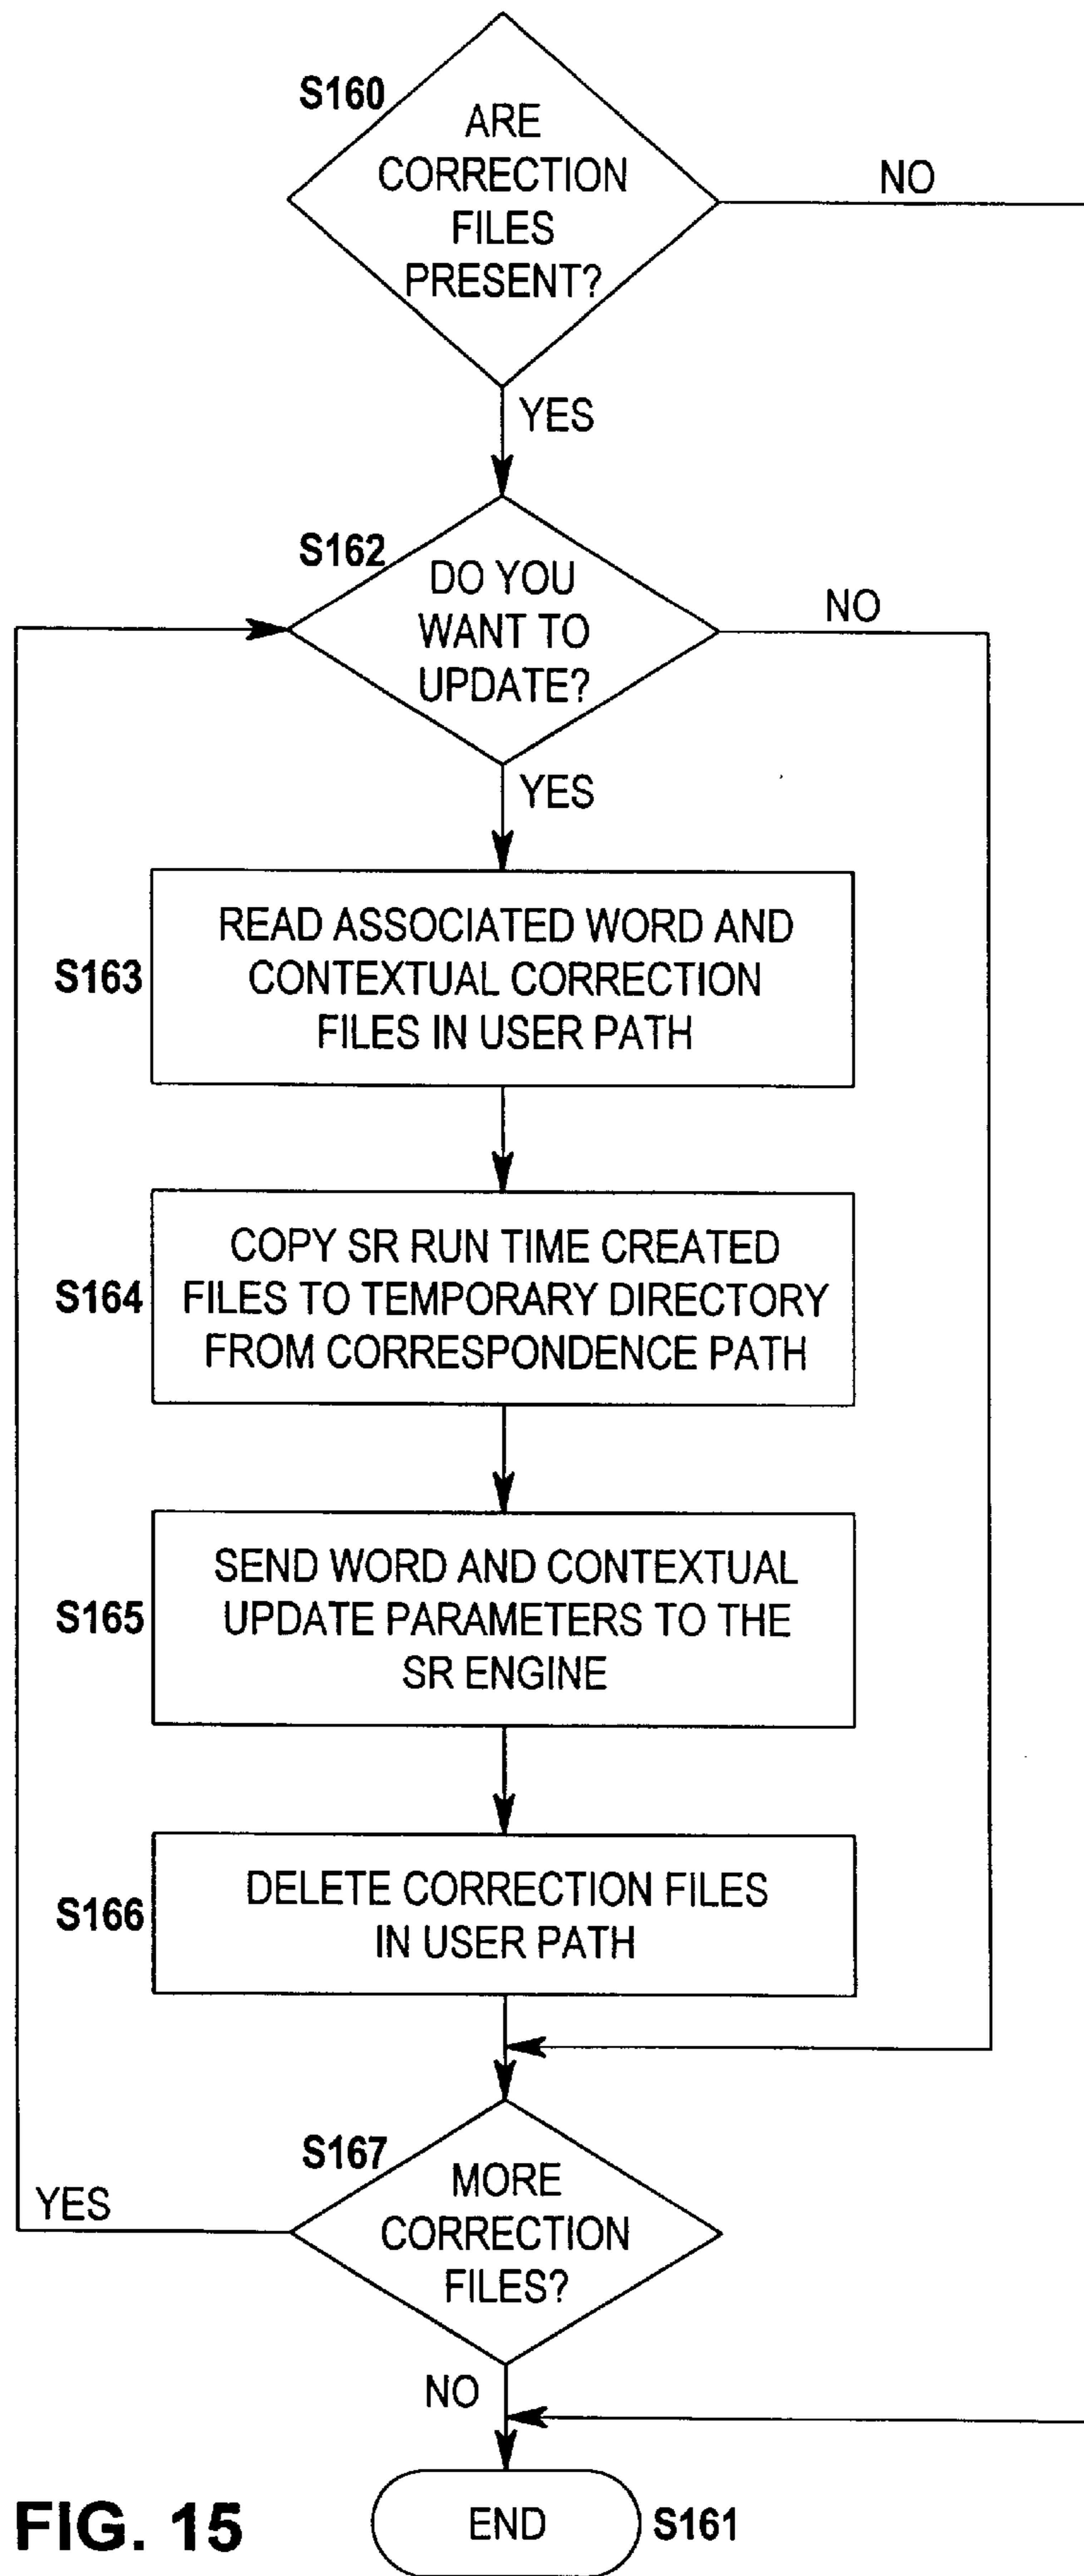 S160
ARE
CORRECTION
FILES
PRESENT?
NO
YES
S162
DO YOU
WANT TO
UPDATE?
NO
YES
S163
READ ASSOCIATED WORD AND
CONTEXTUAL CORRECTION
FILES IN USER PATH
S164
COPY SR RUN TIME CREATED
FILES TO TEMPORARY DIRECTORY
FROM CORRESPONDENCE PATH
S165
SEND WORD AND CONTEXTUAL
UPDATE PARAMETERS TO THE
SR ENGINE
S166
DELETE CORRECTION FILES
IN USER PATH
S167
MORE
CORRECTION
FILES?
YES
NO
END
S161
FIG. 15